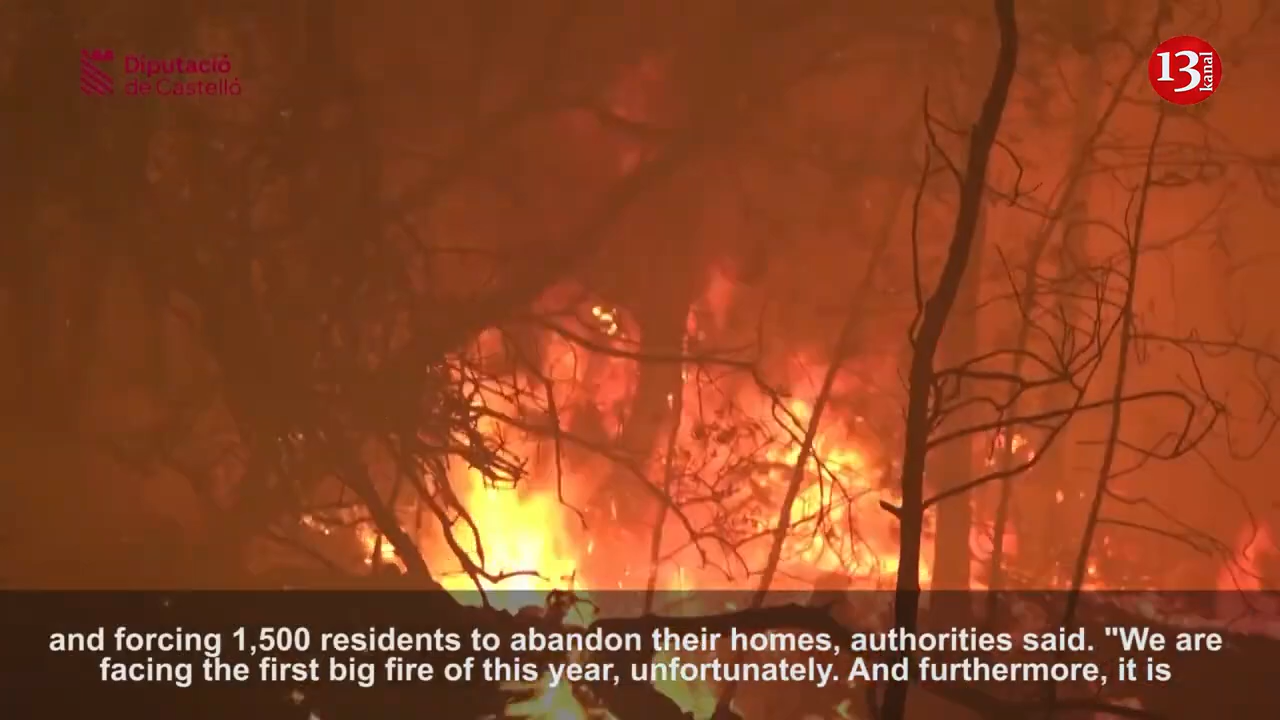 Diputació
de Castelló
13 kanal
and forcing 1,500 residents to abandon their homes, authorities said. "We are
facing the first big fire of this year, unfortunately. And furthermore, it is